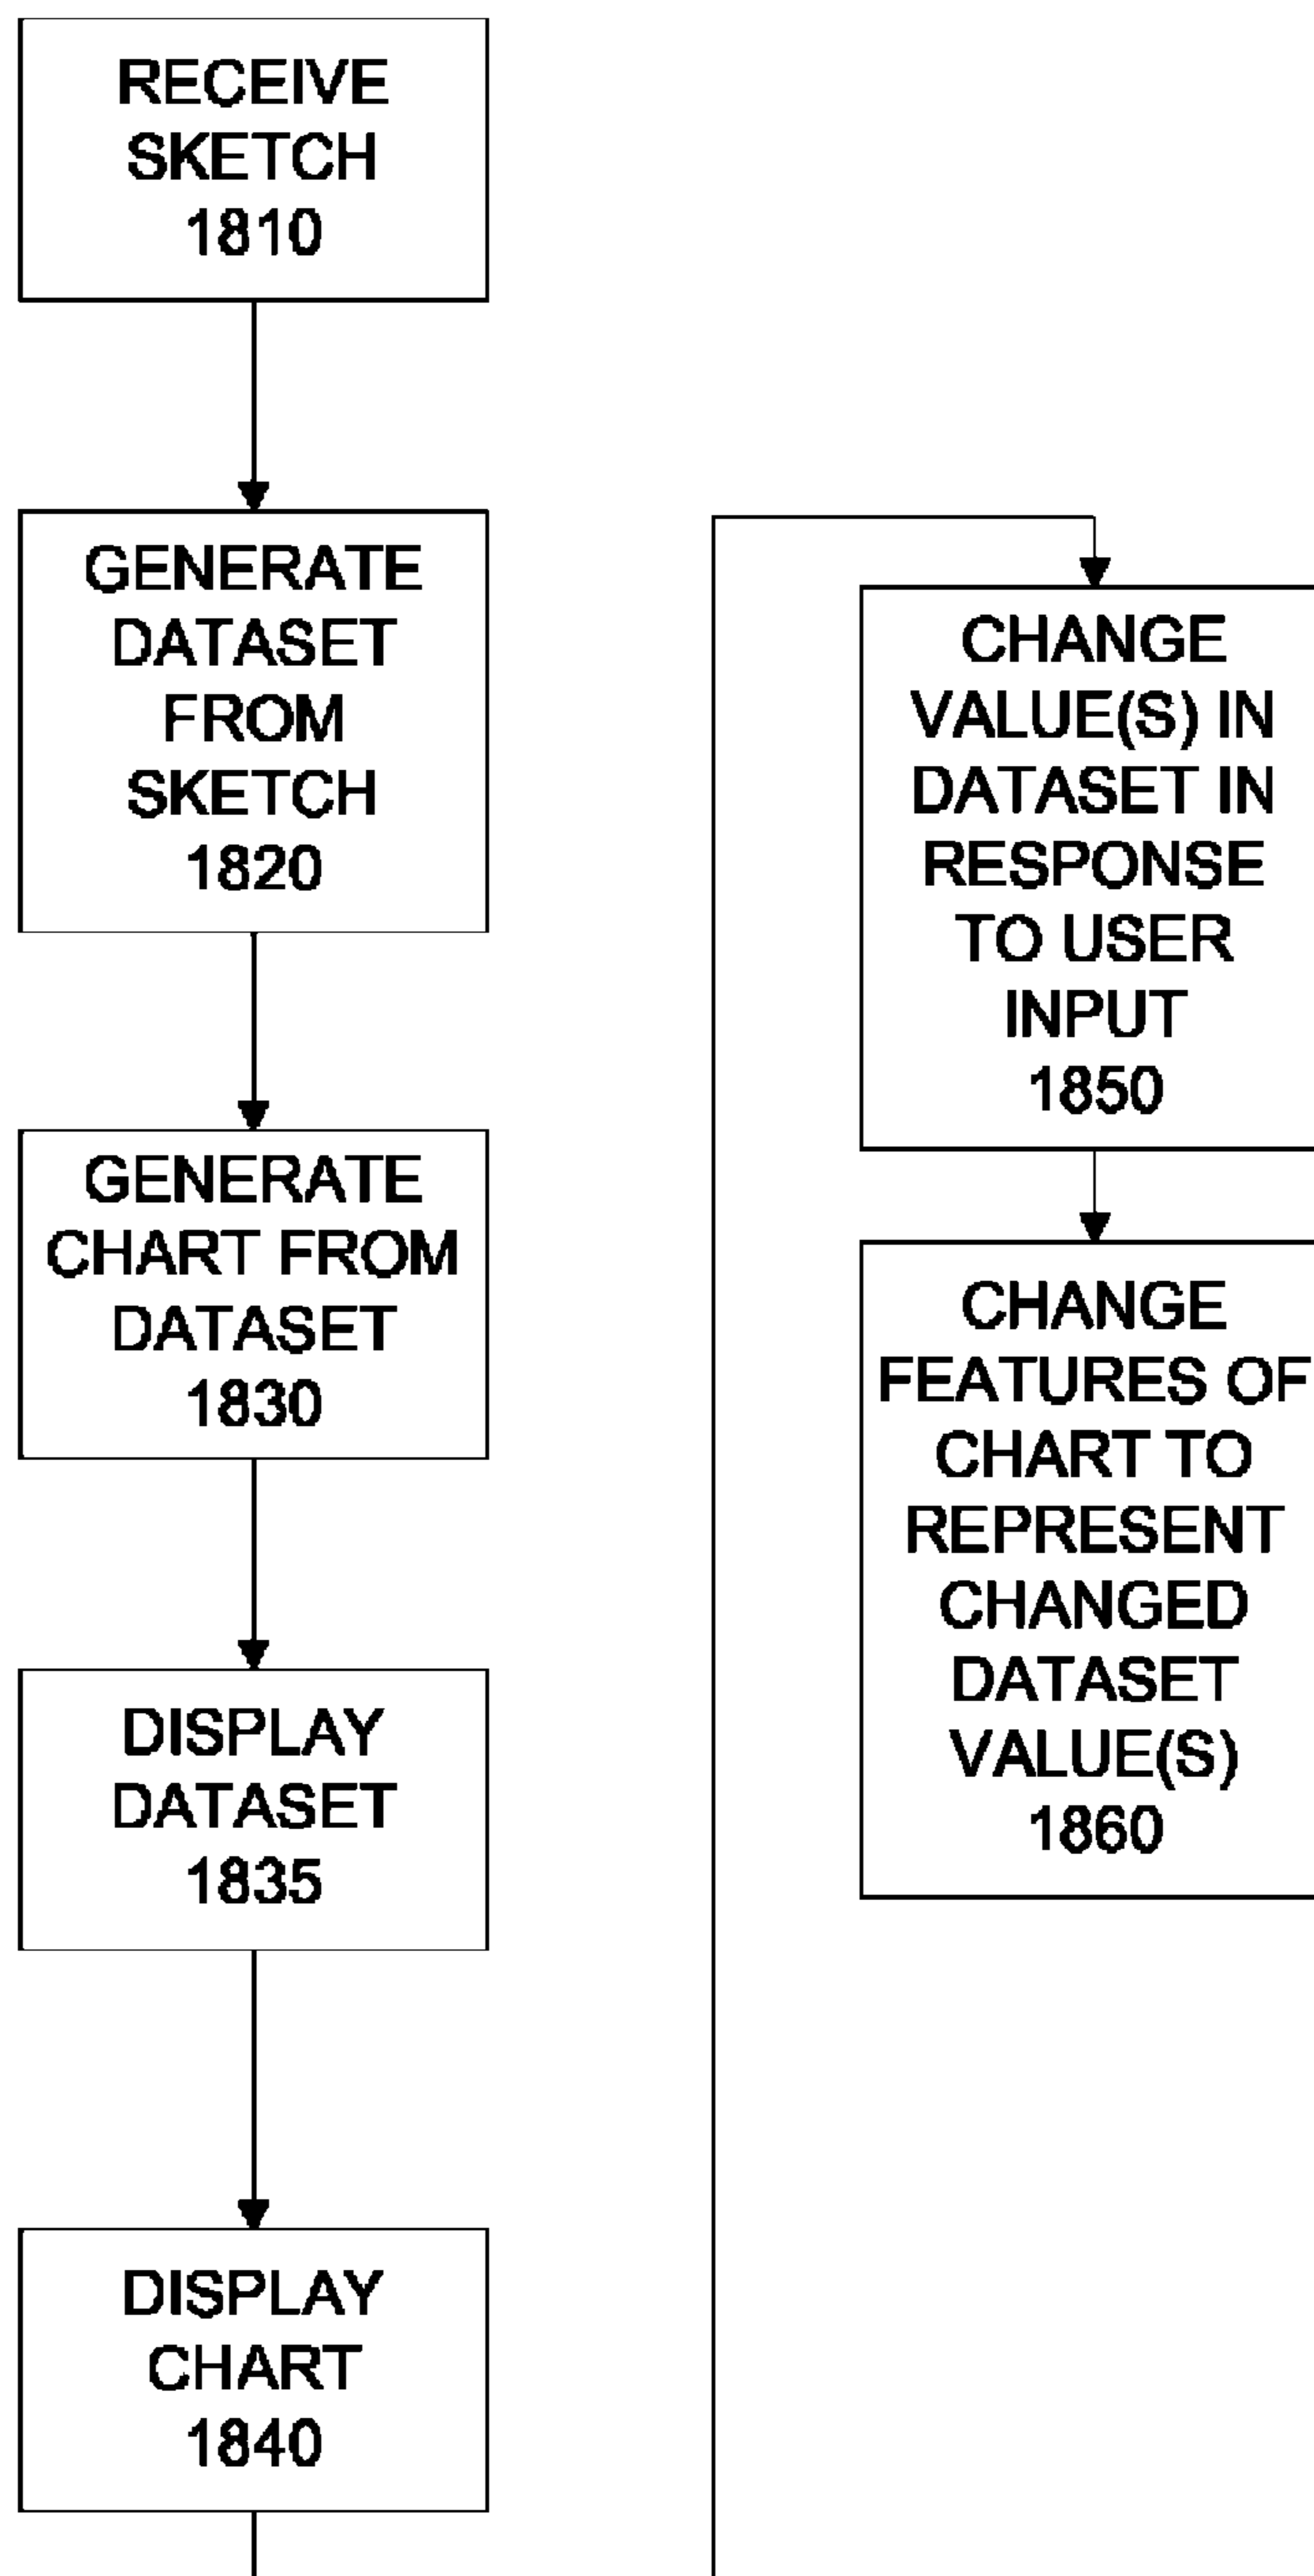 RECEIVE
SKETCH
1810
GENERATE
DATASET
FROM
SKETCH
1820
GENERATE
CHART FROM
DATASET
1830
DISPLAY
DATASET
1835
DISPLAY
CHART
1840
CHANGE
VALUE(S) IN
DATASET IN
RESPONSE
TO USER
INPUT
1850
CHANGE
FEATURES OF
CHART TO
REPRESENT
CHANGED
DATASET
VALUE(S)
1860